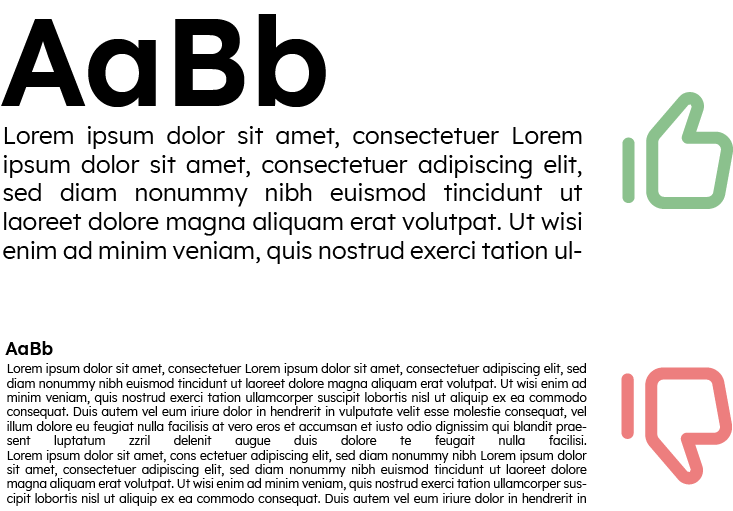 AaBb
Lorem ipsum dolor sit amet, consectetuer Lorem
ipsum dolor sit amet, consectetuer adipiscing elit,
sed diam nonummy nibh euismod tincidunt ut
laoreet dolore magna aliquam erat volutpat. Ut wisi
enim ad minim veniam, quis nostrud exerci tation ul-
AaBb
Lorem ipsum dolor sit amet, consectetuer Lorem ipsum dolor sit amet, consectetuer adipiscing elit, sed
diam nonummy nibh euismod tincidunt ut laoreet dolore magna aliquam erat volutpat. Ut wisi enim ad
minim veniam, quis nostrud exerci tation ullamcorper suscipit lobortis nisl ut aliquip ex ea commodo
consequat. Duis autem vel eum iriure dolor in hendrerit in vulputate velit esse molestie consequat, vel
illum dolore eu feugiat nulla facilisis at vero eros et accumsan et iusto odio dignissim qui blandit prae-
sent luptatum zzril delenit augue duis dolore te feugait nulla facilisi.
Lorem ipsum dolor sit amet, cons ectetuer adipiscing elit, sed diam nonummy nibh Lorem ipsum dolor
sit amet, consectetuer adipiscing elit, sed diam nonummy nibh euismod tincidunt ut laoreet dolore
magna aliquam erat volutpat. Ut wisi enim ad minim veniam, quis nostrud exerci tation ullamcorper sus-
cipit lobortis nisl ut aliquip ex ea commodo consequat. Duis autem vel eum iriure dolor in hendrerit in